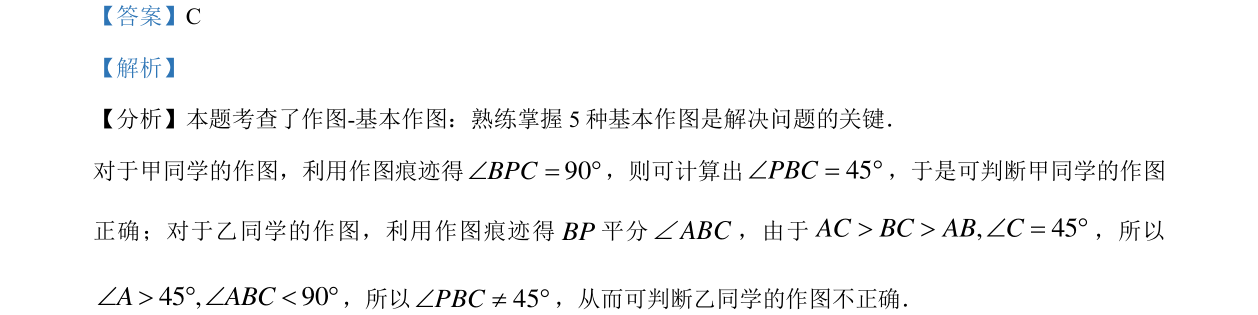 【答案】C
【解析】
【分析】本题考查了作图-基本作图：熟练掌握 5 种基本作图是解决问题的关键．
对于甲同学的作图，利用作图痕迹得∠BPC = 90°，则可计算出∠PBC = 45°，于是可判断甲同学的作图
正确；对于乙同学的作图，利用作图痕迹得 BP 平分∠ABC，由于 AC > BC > AB,∠C = 45°，所以
∠A > 45°,∠ABC < 90°，所以∠PBC ≠ 45°，从而可判断乙同学的作图不正确．